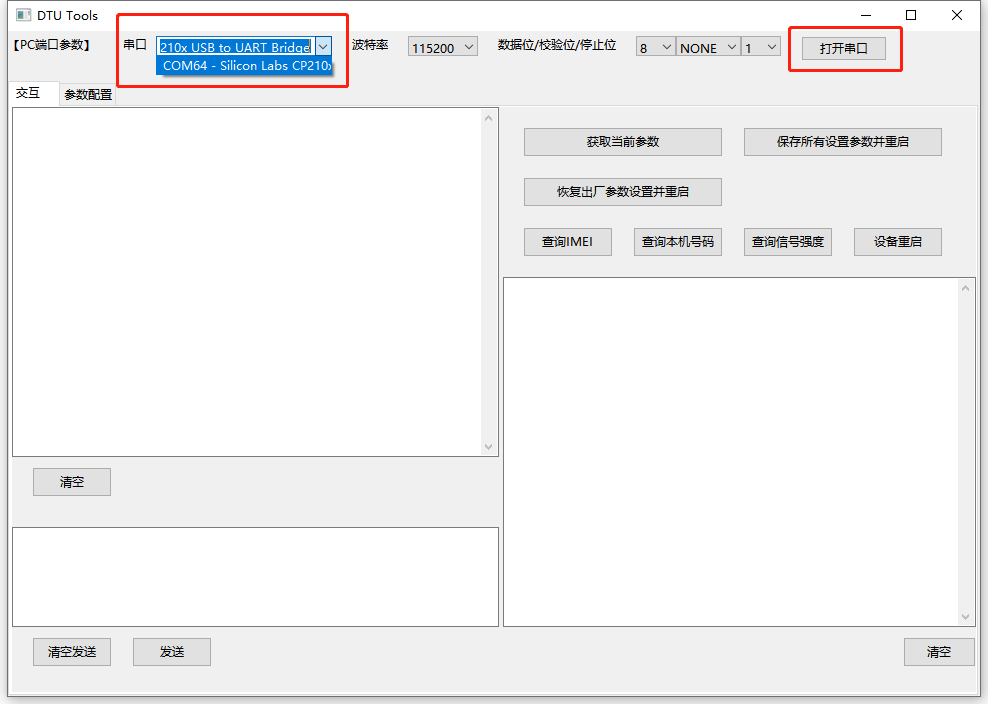 DTU Tools
【PC端口参数】 串口 210x USB to UART Bridge 波特率 115200 数据位/校验位/停止位 8 NONE 1 打开串口
COM64 - Silicon Labs CP210x
交互 参数配置
获取当前参数 保存所有设置参数并重启
恢复出厂参数设置并重启
查询IMEI 查询本机号码 查询信号强度 设备重启
清空
清空发送 发送 清空